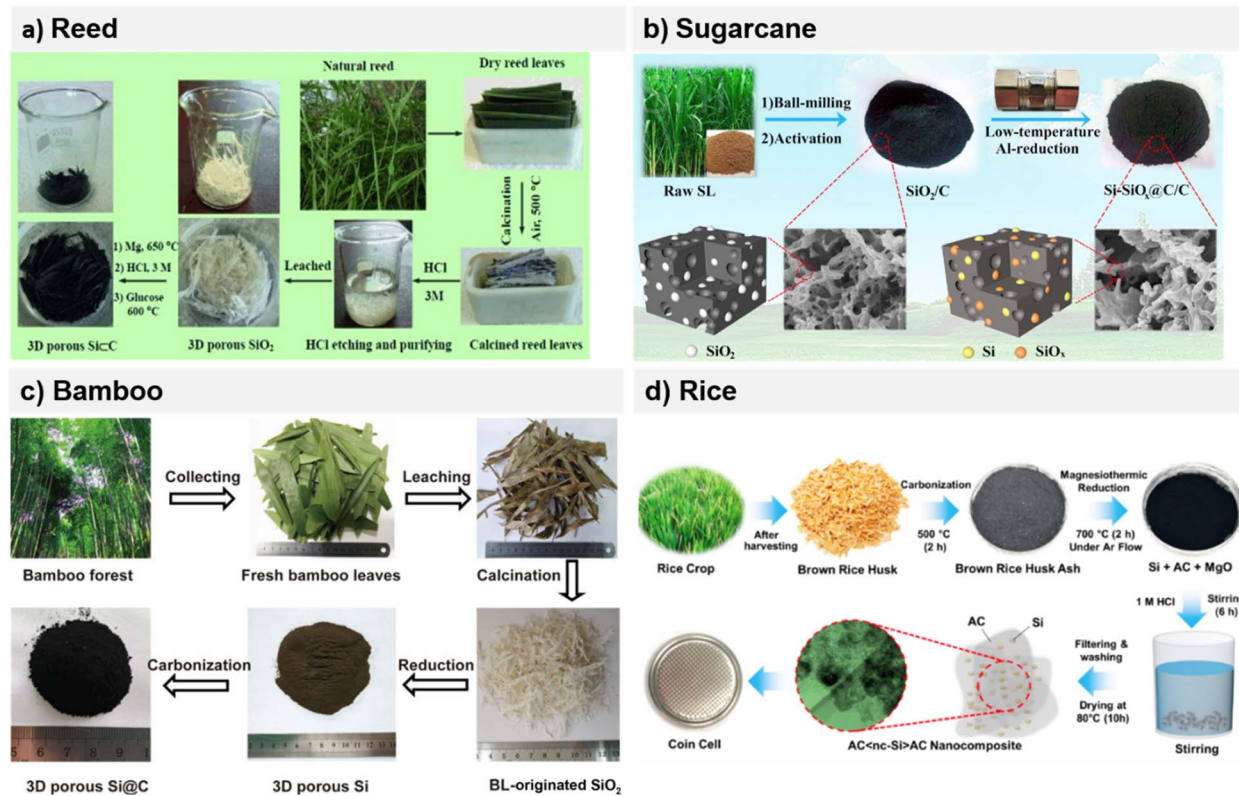 a) Reed
Natural reed
Dry reed leaves
Calcination
Air, 500 °C
1) Mg, 650 °C
2) HCl, 3 M
3) Glucose
600 °C
Leached
HCl
3M
3D porous Si⊂C
3D porous SiO₂
HCl etching and purifying
Calcined reed leaves
b) Sugarcane
1)Ball-milling
2)Activation
Low-temperature
Al-reduction
Raw SL
SiO₂/C
Si-SiOₓ@C/C
SiO₂
Si
SiOₓ
c) Bamboo
Collecting
Leaching
Bamboo forest
Fresh bamboo leaves
Calcination
Carbonization
Reduction
3D porous Si@C
3D porous Si
BL-originated SiO₂
d) Rice
After
harvesting
Carbonization
500 °C
(2 h)
Magnesiothermic
Reduction
700 °C (2 h)
Under Ar Flow
Rice Crop
Brown Rice Husk
Brown Rice Husk Ash
Si + AC + MgO
1 M HCl
Stirring
(6 h)
AC
Si
Filtering &
washing
Drying at
80°C (10h)
Coin Cell
AC<nc-Si>AC Nanocomposite
Stirring